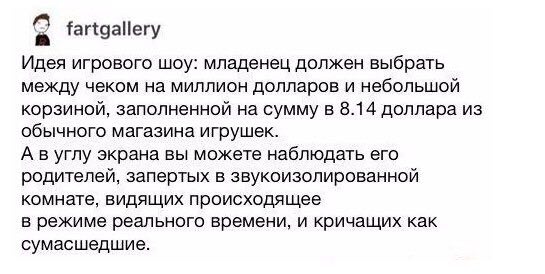 fartgallery
Идея игрового шоу: младенец должен выбрать
между чеком на миллион долларов и небольшой
корзиной, заполненной на сумму в 8.14 доллара из
обычного магазина игрушек.
А в углу экрана вы можете наблюдать его
родителей, запертых в звукоизолированной
комнате, видящих происходящее
в режиме реального времени, и кричащих как
сумасшедшие.